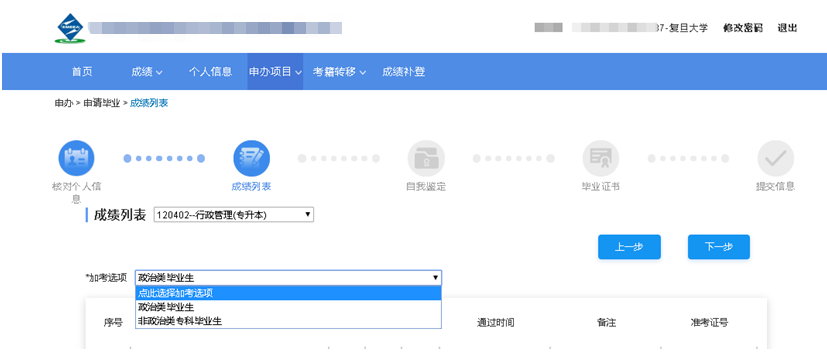 37-复旦大学 修改密码 退出
首页 成绩 个人信息 申办项目 考籍转移 成绩补登
申办 > 申请毕业 > 成绩列表
核对个人信息 成绩列表 自我鉴定 毕业证书 提交信息
成绩列表 120402--行政管理(专升本)
上一步 下一步
*加考选项 政治类毕业生
点此选择加考选项
政治类毕业生
非政治类专科毕业生
序号 通过时间 备注 准考证号